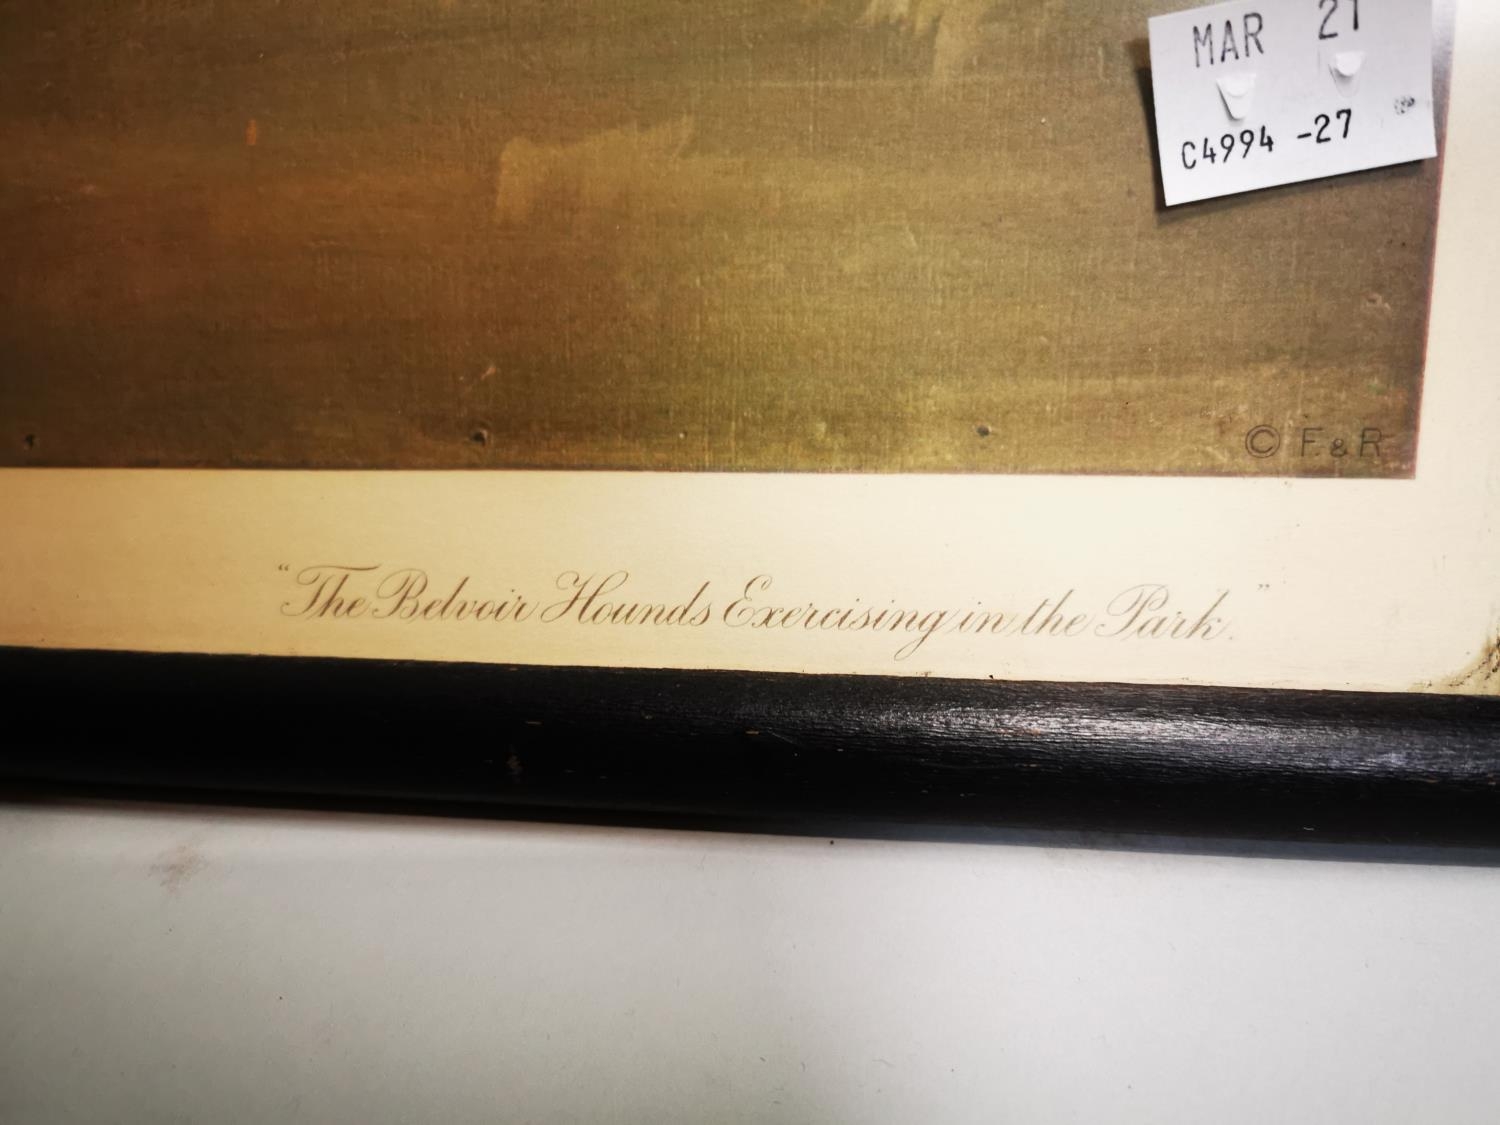 MAR 21
C4994 -27
© F. & R
“The Belvoir Hounds Exercising in the Park.”